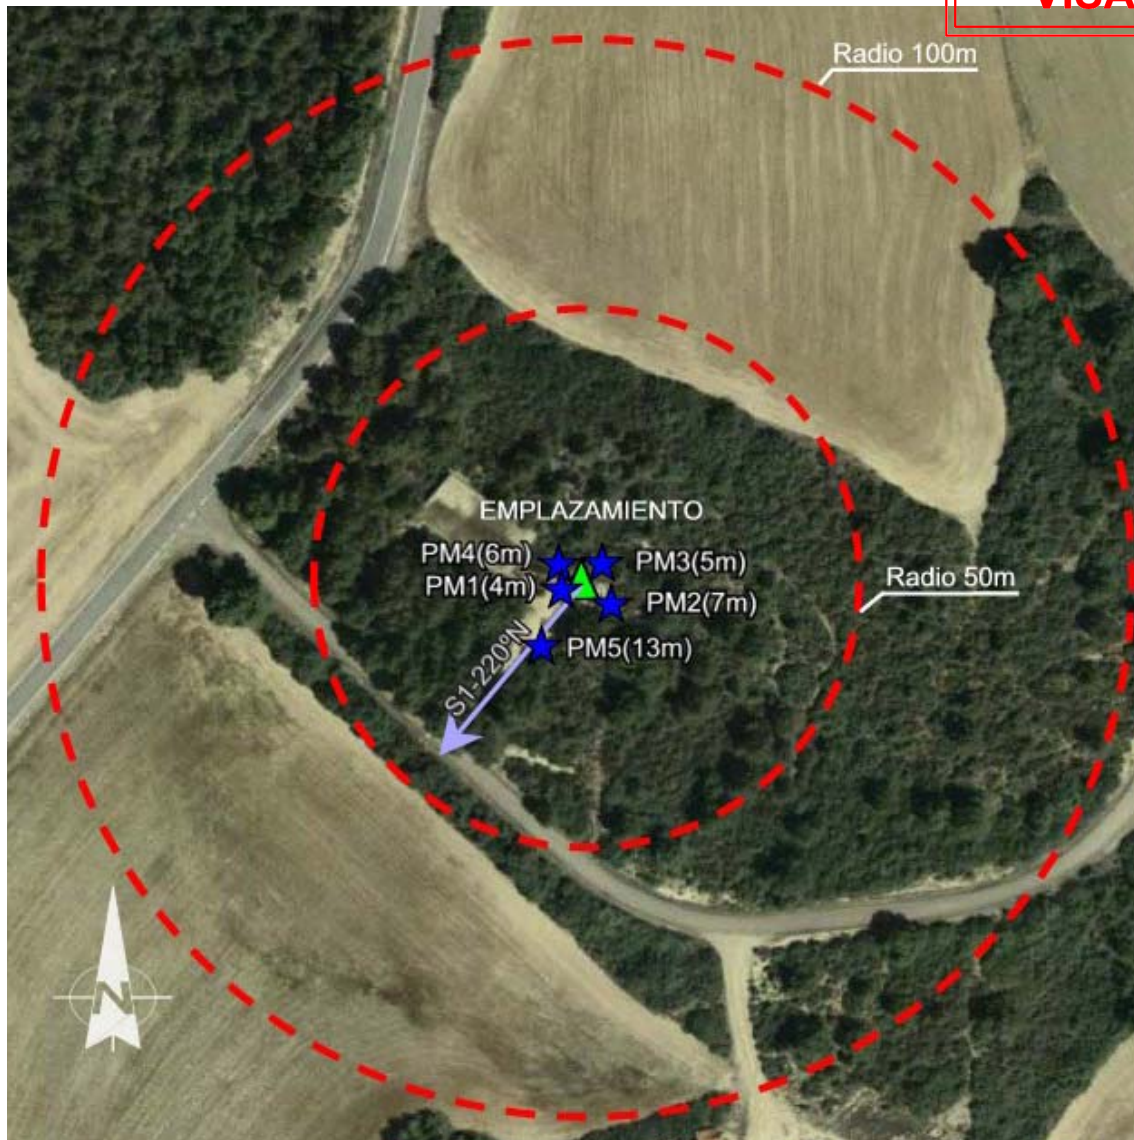 Radio 100m
EMPLAZAMIENTO
PM4(6m)
PM3(5m)
PM1(4m)
Radio 50m
PM2(7m)
PM5(13m)
S1-220ºN
N